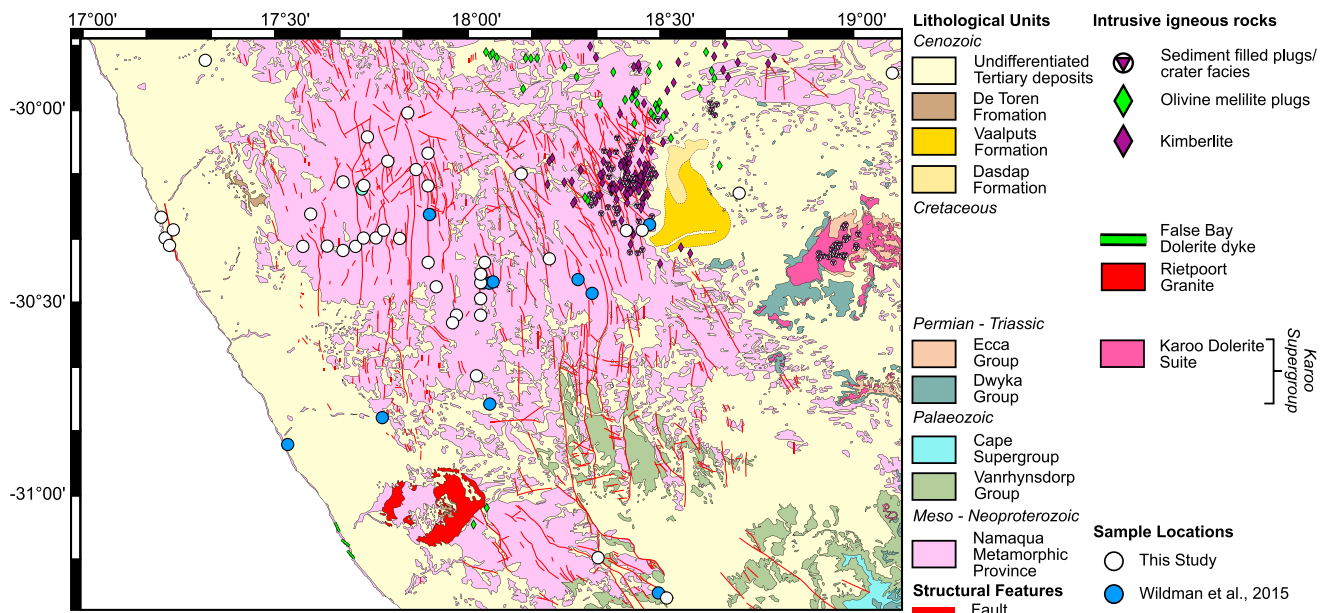 17°00'
17°30'
18°00'
18°30'
19°00'
-30°00'
-30°30'
-31°00'
Lithological Units
Cenozoic
Undifferentiated
Tertiary deposits
De Toren
Fromation
Vaalputs
Formation
Dasdap
Formation
Cretaceous
Permian - Triassic
Ecca
Group
Dwyka
Group
Palaeozoic
Cape
Supergroup
Vanrhynsdorp
Group
Meso - Neoproterozoic
Namaqua
Metamorphic
Province
Structural Features
Fault
Intrusive igneous rocks
Sediment filled plugs/
crater facies
Olivine melilite plugs
Kimberlite
False Bay
Dolerite dyke
Rietpoort
Granite
Karoo Dolerite
Suite
Karoo
Supergroup
Sample Locations
This Study
Wildman et al., 2015